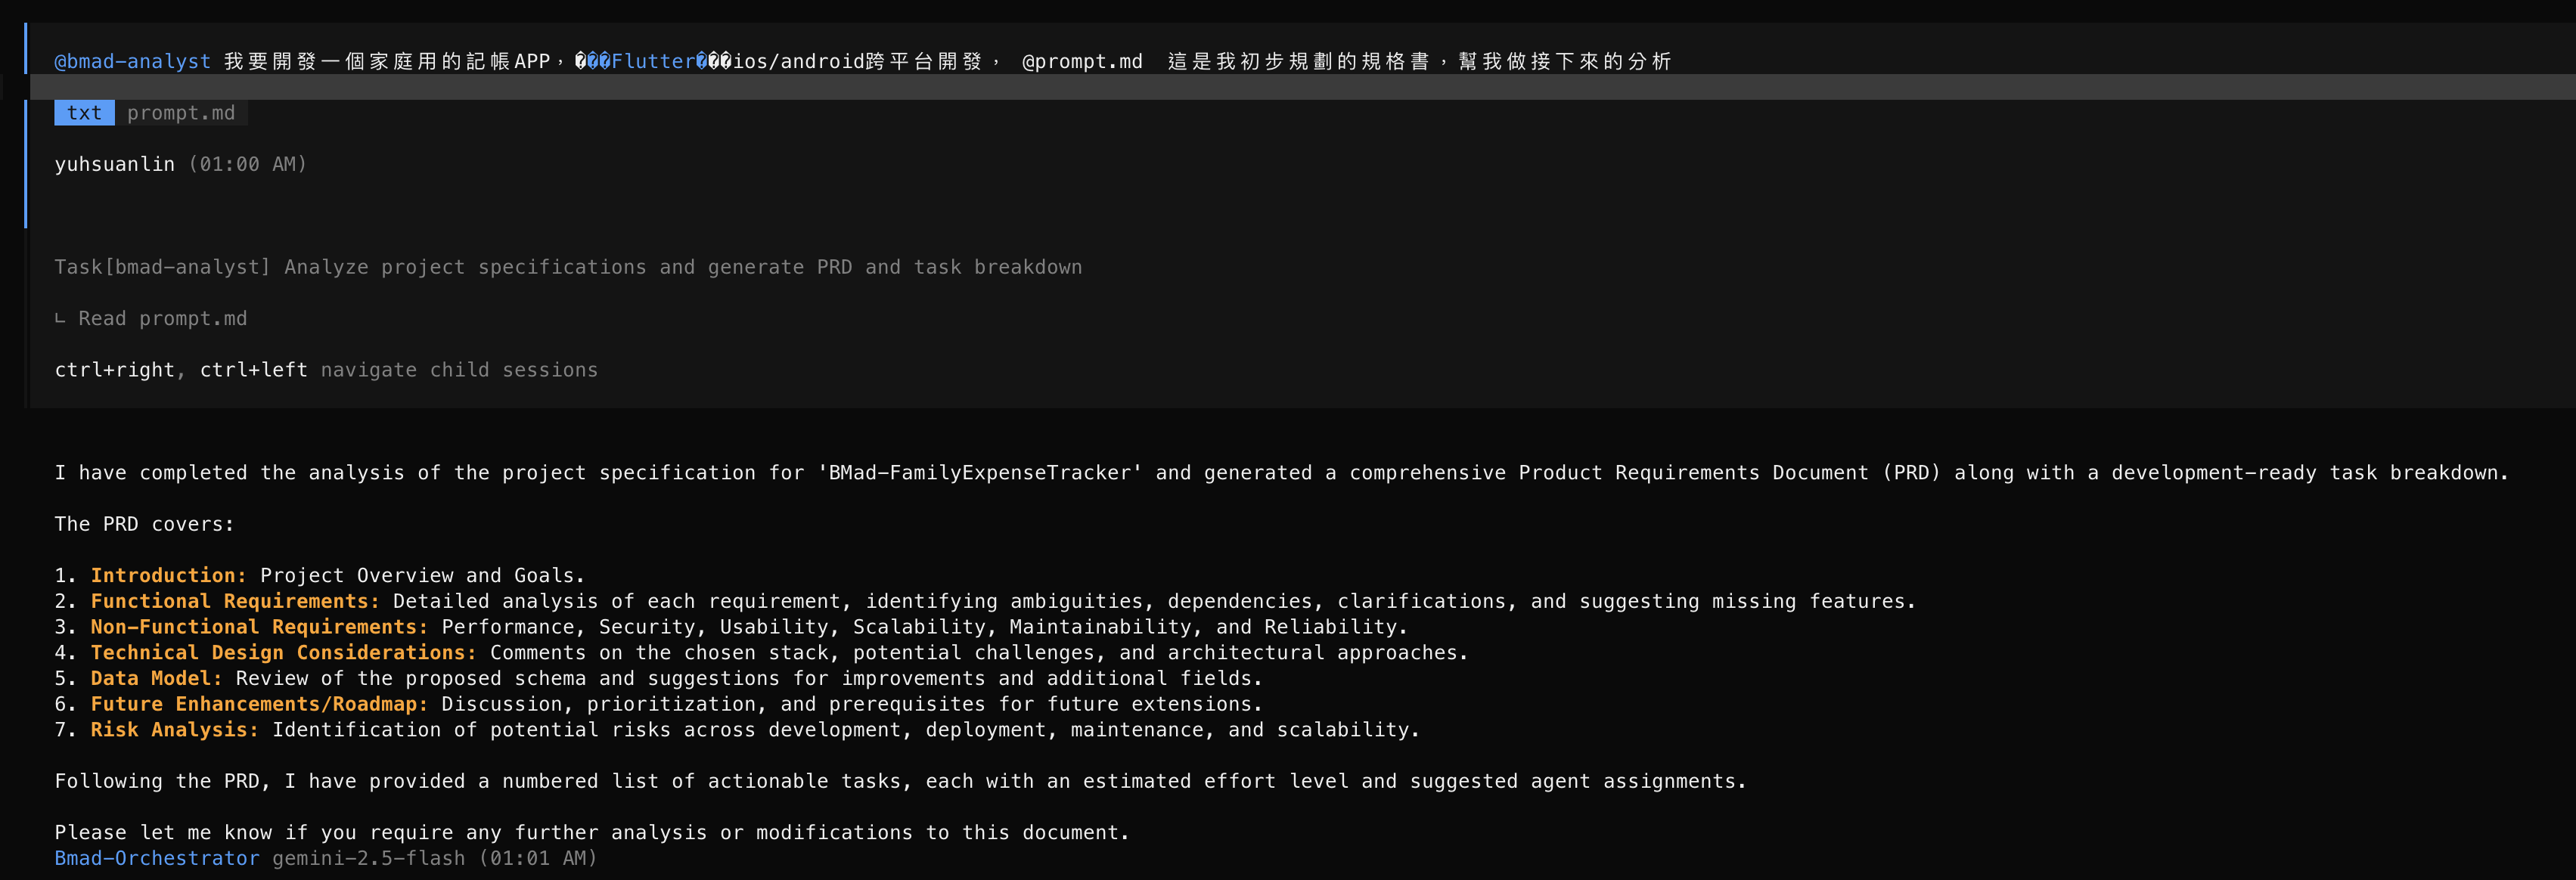 @bmad-analyst 我要開發一個家庭用的記帳APP，���Flutter���ios/android跨平台開發， @prompt.md  這是我初步規劃的規格書，幫我做接下來的分析
txt prompt.md
yuhsuanlin (01:00 AM)
Task[bmad-analyst] Analyze project specifications and generate PRD and task breakdown
∟ Read prompt.md
ctrl+right, ctrl+left navigate child sessions
I have completed the analysis of the project specification for 'BMad-FamilyExpenseTracker' and generated a comprehensive Product Requirements Document (PRD) along with a development-ready task breakdown.
The PRD covers:
1. Introduction: Project Overview and Goals.
2. Functional Requirements: Detailed analysis of each requirement, identifying ambiguities, dependencies, clarifications, and suggesting missing features.
3. Non-Functional Requirements: Performance, Security, Usability, Scalability, Maintainability, and Reliability.
4. Technical Design Considerations: Comments on the chosen stack, potential challenges, and architectural approaches.
5. Data Model: Review of the proposed schema and suggestions for improvements and additional fields.
6. Future Enhancements/Roadmap: Discussion, prioritization, and prerequisites for future extensions.
7. Risk Analysis: Identification of potential risks across development, deployment, maintenance, and scalability.
Following the PRD, I have provided a numbered list of actionable tasks, each with an estimated effort level and suggested agent assignments.
Please let me know if you require any further analysis or modifications to this document.
Bmad-Orchestrator gemini-2.5-flash (01:01 AM)